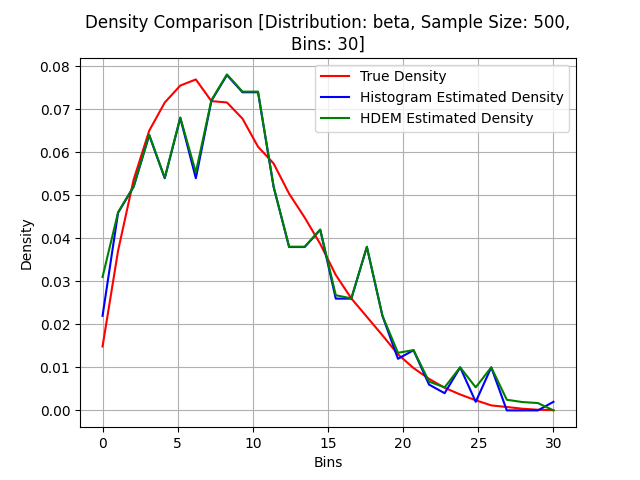 Density Comparison [Distribution: beta, Sample Size: 500,
Bins: 30]
True Density
Histogram Estimated Density
HDEM Estimated Density
Density
0.08
0.07
0.06
0.05
0.04
0.03
0.02
0.01
0.00
0 5 10 15 20 25 30
Bins